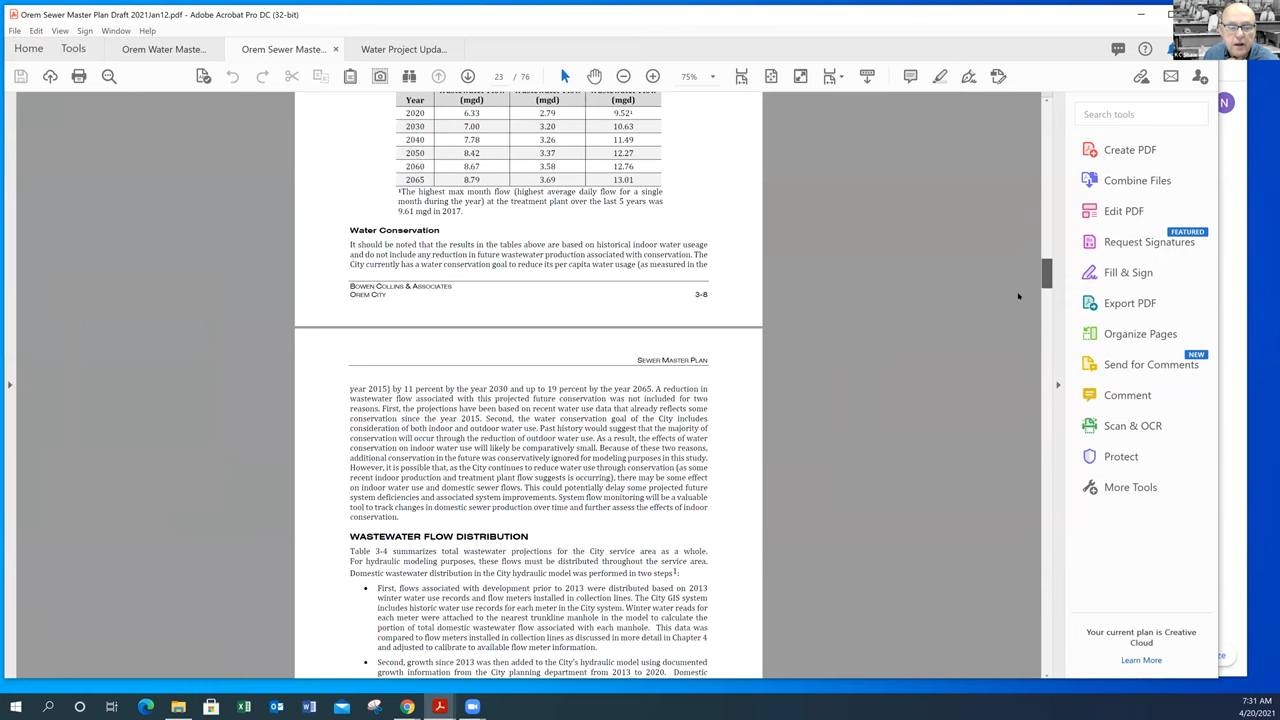 Orem Sewer Master Plan Draft 2021Jan12.pdf - Adobe Acrobat Pro DC (32-bit)
File Edit View Sign Window Help
Home Tools Orem Water Maste... Orem Sewer Maste... × Water Project Upda...
23 / 76 75%
KC Shaw
N
Year (mgd) (mgd) (mgd)
2020 6.33 2.79 9.52¹
2030 7.00 3.20 10.63
2040 7.78 3.26 11.49
2050 8.42 3.37 12.27
2060 8.67 3.58 12.76
2065 8.79 3.69 13.01
¹The highest max month flow (highest average daily flow for a single
month during the year) at the treatment plant over the last 5 years was
9.61 mgd in 2017.
Water Conservation
It should be noted that the results in the tables above are based on historical indoor water useage
and do not include any reduction in future wastewater production associated with conservation. The
City currently has a water conservation goal to reduce its per capita water usage (as measured in the
BOWEN COLLINS & ASSOCIATES
OREM CITY 3-8
SEWER MASTER PLAN
year 2015) by 11 percent by the year 2030 and up to 19 percent by the year 2065. A reduction in
wastewater flow associated with this projected future conservation was not included for two
reasons. First, the projections have been based on recent water use data that already reflects some
conservation since the year 2015. Second, the water conservation goal of the City includes
consideration of both indoor and outdoor water use. Past history would suggest that the majority of
conservation will occur through the reduction of outdoor water use. As a result, the effects of water
conservation on indoor water use will likely be comparatively small. Because of these two reasons,
additional conservation in the future was conservatively ignored for modeling purposes in this study.
However, it is possible that, as the City continues to reduce water use through conservation (as some
recent indoor production and treatment plant flow suggests is occurring), there may be some effect
on indoor water use and domestic sewer flows. This could potentially delay some projected future
system deficiencies and associated system improvements. System flow monitoring will be a valuable
tool to track changes in domestic sewer production over time and further assess the effects of indoor
conservation.
WASTEWATER FLOW DISTRIBUTION
Table 3-4 summarizes total wastewater projections for the City service area as a whole.
For hydraulic modeling purposes, these flows must be distributed throughout the service area.
Domestic wastewater distribution in the City hydraulic model was performed in two steps¹:
• First, flows associated with development prior to 2013 were distributed based on 2013
winter water use records and flow meters installed in collection lines. The City GIS system
includes historic water use records for each meter in the City system. Winter water reads for
each meter were attached to the nearest trunkline manhole in the model to calculate the
portion of total domestic wastewater flow associated with each manhole. This data was
compared to flow meters installed in collection lines as discussed in more detail in Chapter 4
and adjusted to calibrate to available flow meter information.
• Second, growth since 2013 was then added to the City's hydraulic model using documented
growth information from the City planning department from 2013 to 2020. Domestic
Search tools
Create PDF
Combine Files
Edit PDF
FEATURED
Request Signatures
Fill & Sign
Export PDF
Organize Pages
NEW
Send for Comments
Comment
Scan & OCR
Protect
More Tools
Your current plan is Creative
Cloud
Learn More
7:31 AM
4/20/2021